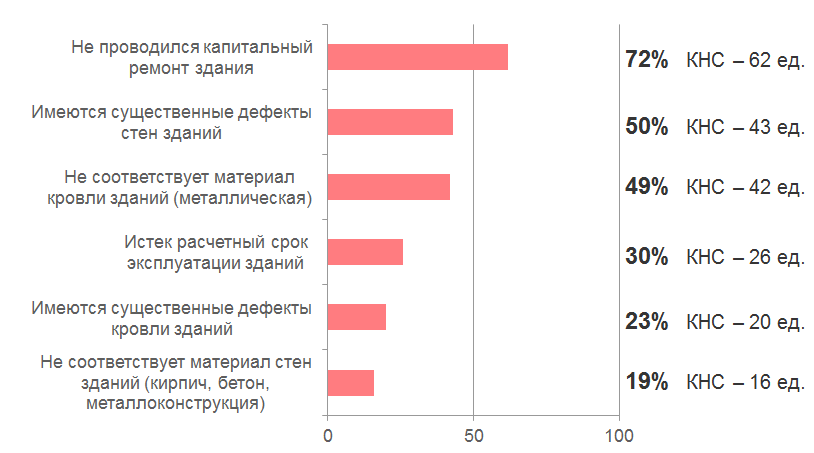 Не проводился капитальный
ремонт здания
72% КНС – 62 ед.
Имеются существенные дефекты
стен зданий
50% КНС – 43 ед.
Не соответствует материал
кровли зданий (металлическая)
49% КНС – 42 ед.
Истек расчетный срок
эксплуатации зданий
30% КНС – 26 ед.
Имеются существенные дефекты
кровли зданий
23% КНС – 20 ед.
Не соответствует материал стен
зданий (кирпич, бетон,
металлоконструкция)
19% КНС – 16 ед.
0 50 100